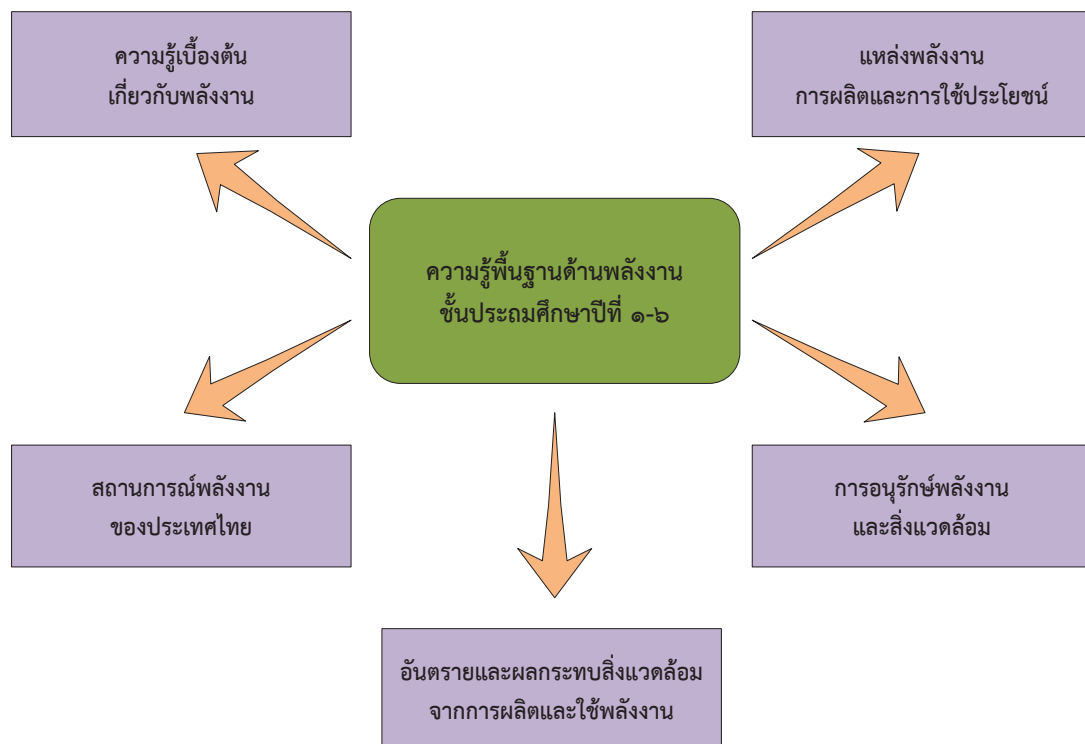 ความรู้เบื้องต้น
เกี่ยวกับพลังงาน
แหล่งพลังงาน
การผลิตและการใช้ประโยชน์
ความรู้พื้นฐานด้านพลังงาน
ชั้นประถมศึกษาปีที่ ๑-๖
สถานการณ์พลังงาน
ของประเทศไทย
การอนุรักษ์พลังงาน
และสิ่งแวดล้อม
อันตรายและผลกระทบสิ่งแวดล้อม
จากการผลิตและใช้พลังงาน